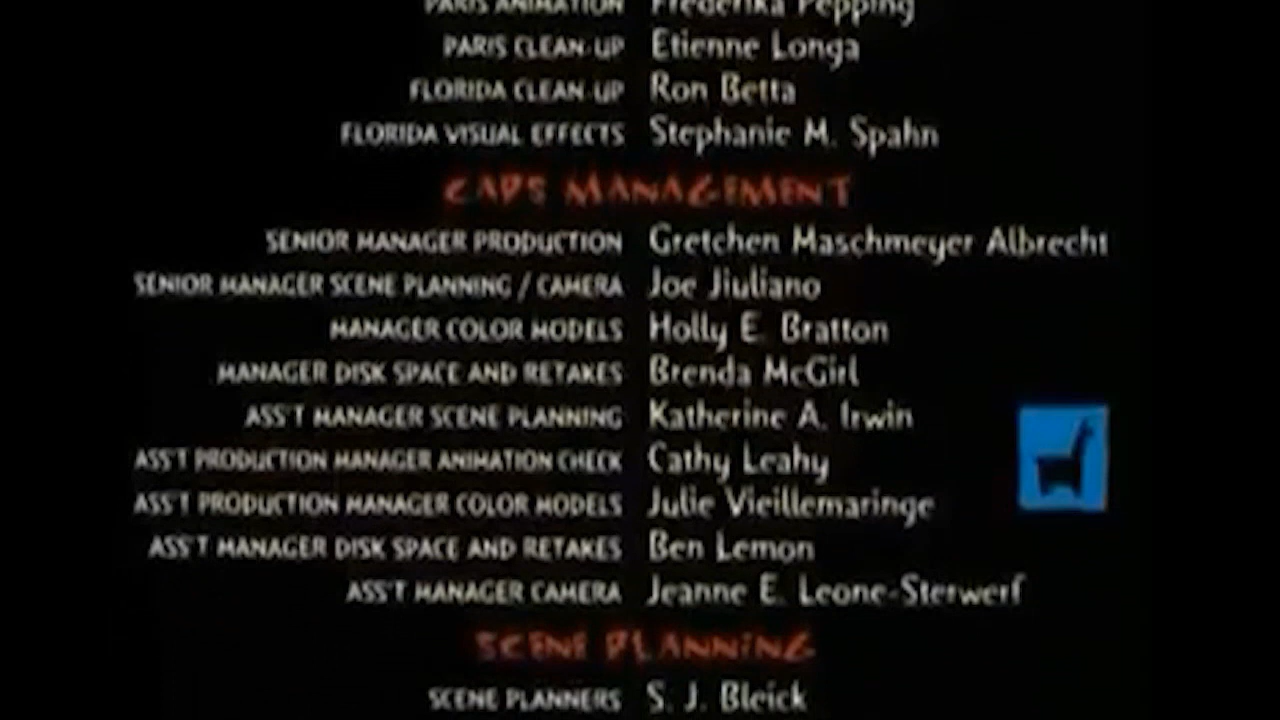 PARIS ANIMATION Frederika Pepping
PARIS CLEAN-UP Etienne Longa
FLORIDA CLEAN-UP Ron Betta
FLORIDA VISUAL EFFECTS Stephanie M. Spahn
CAPS MANAGEMENT
SENIOR MANAGER PRODUCTION Gretchen Maschmeyer Albrecht
SENIOR MANAGER SCENE PLANNING / CAMERA Joe Jiuliano
MANAGER COLOR MODELS Holly E. Bratton
MANAGER DISK SPACE AND RETAKES Brenda McGirl
ASS'T MANAGER SCENE PLANNING Katherine A. Irwin
ASS'T PRODUCTION MANAGER ANIMATION CHECK Cathy Leahy
ASS'T PRODUCTION MANAGER COLOR MODELS Julie Vieillemaringe
ASS'T MANAGER DISK SPACE AND RETAKES Ben Lemon
ASS'T MANAGER CAMERA Jeanne E. Leone-Sterwerf
SCENE PLANNING
SCENE PLANNERS S. J. Bleick